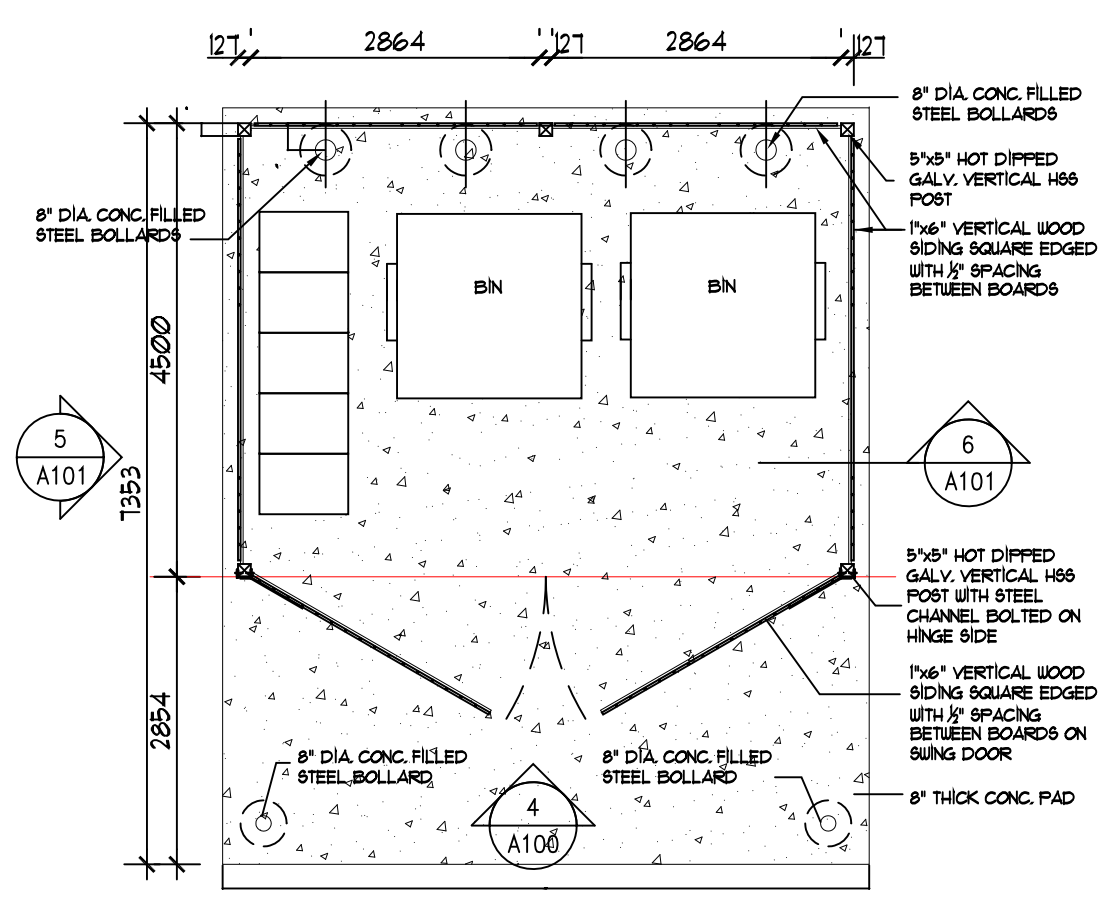 127
2864
127
2864
127
8" DIA. CONC. FILLED
STEEL BOLLARDS
5"x5" HOT DIPPED
GALV. VERTICAL HSS
POST
8" DIA. CONC. FILLED
STEEL BOLLARDS
1"x6" VERTICAL WOOD
SIDING SQUARE EDGED
WITH ½" SPACING
BETWEEN BOARDS
BIN
BIN
4500
5
A101
7353
6
A101
5"x5" HOT DIPPED
GALV. VERTICAL HSS
POST WITH STEEL
CHANNEL BOLTED ON
HINGE SIDE
1"x6" VERTICAL WOOD
SIDING SQUARE EDGED
WITH ½" SPACING
BETWEEN BOARDS ON
SWING DOOR
2854
8" DIA. CONC. FILLED
STEEL BOLLARD
8" DIA. CONC. FILLED
STEEL BOLLARD
8" THICK CONC. PAD
4
A100